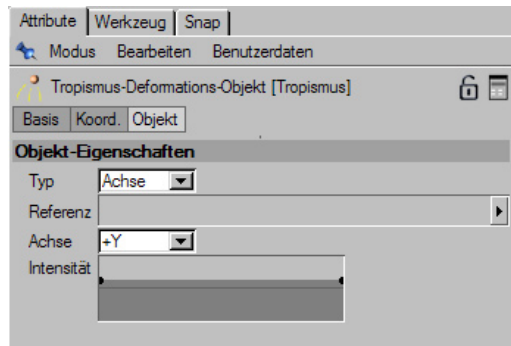 Attribute Werkzeug Snap
Modus Bearbeiten Benutzerdaten
Tropismus-Deformations-Objekt [Tropismus]
Basis Koord. Objekt
Objekt-Eigenschaften
Typ Achse
Referenz
Achse +Y
Intensität